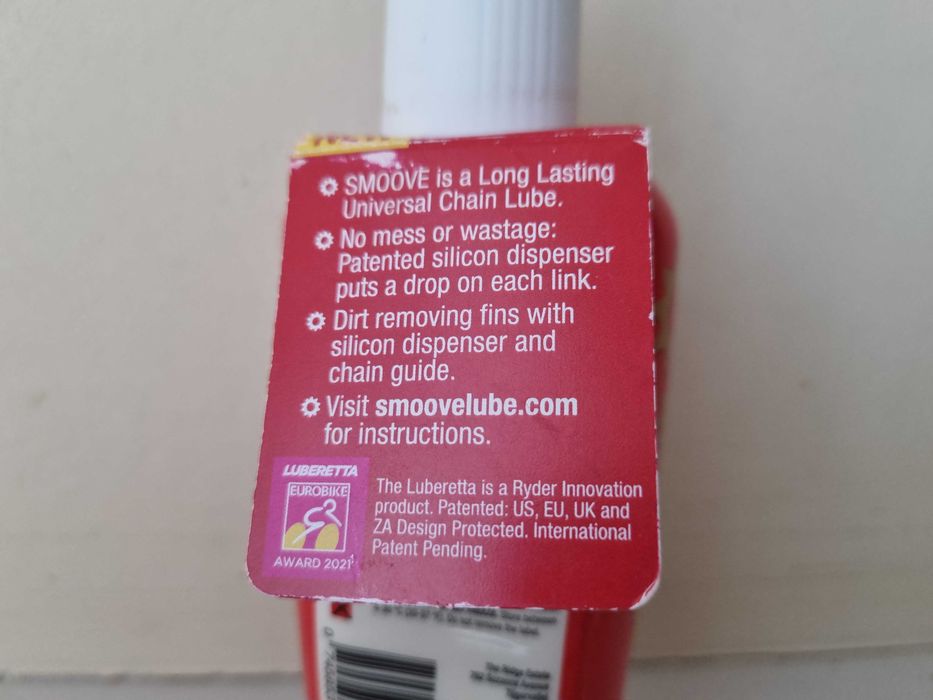 SMOOVE is a Long Lasting
Universal Chain Lube.
No mess or wastage:
Patented silicon dispenser
puts a drop on each link.
Dirt removing fins with
silicon dispenser and
chain guide.
Visit smoovelube.com
for instructions.
LUBERETTA
EUROBIKE
AWARD 2021
The Luberetta is a Ryder Innovation
product. Patented: US, EU, UK and
ZA Design Protected. International
Patent Pending.